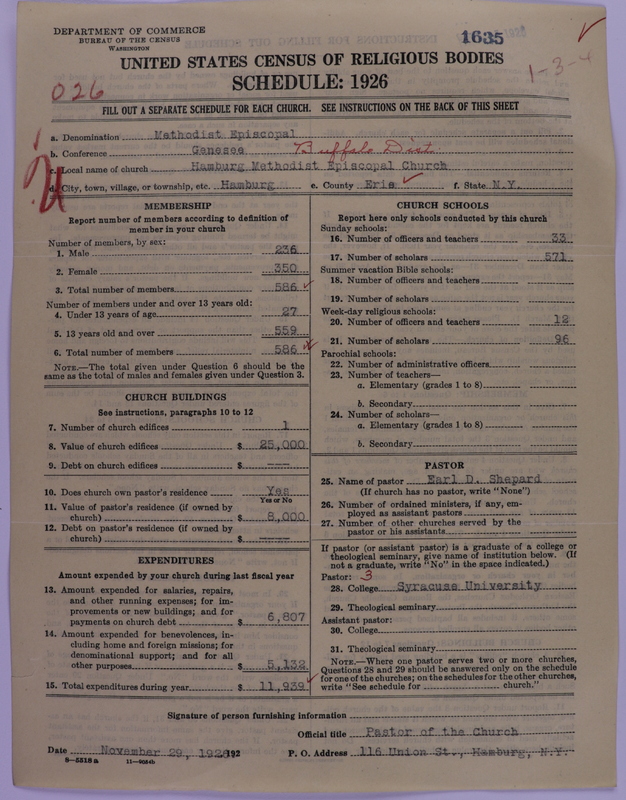 DEPARTMENT OF COMMERCE
BUREAU OF THE CENSUS
WASHINGTON
1635
UNITED STATES CENSUS OF RELIGIOUS BODIES
SCHEDULE: 1926
1-3-4
026
FILL OUT A SEPARATE SCHEDULE FOR EACH CHURCH. SEE INSTRUCTIONS ON THE BACK OF THIS SHEET
a. Denomination Methodist Episcopal
b. Conference Genesee Buffalo Dist.
c. Local name of church Hamburg Methodist Episcopal Church
d. City, town, village, or township, etc. Hamburg e. County Erie f. State N.Y.
MEMBERSHIP
Report number of members according to definition of
member in your church
Number of members, by sex:
1. Male 236
2. Female 350
3. Total number of members 586
Number of members under and over 13 years old:
4. Under 13 years of age 27
5. 13 years old and over 559
6. Total number of members 586
NOTE.—The total given under Question 6 should be
same as the total of males and females given under Question 3.
CHURCH BUILDINGS
See instructions, paragraphs 10 to 12
7. Number of church edifices 1
8. Value of church edifices $ 25,000
9. Debt on church edifices $ ----
10. Does church own pastor's residence Yes
Yes or No
11. Value of pastor's residence (if owned by
church) $ 8,000
12. Debt on pastor's residence (if owned by
church) $ ------
EXPENDITURES
Amount expended by your church during last fiscal year
13. Amount expended for salaries, repairs,
and other running expenses; for im-
provements or new buildings; and for
payments on church debt $ 6,807
14. Amount expended for benevolences, in-
cluding home and foreign missions; for
denominational support; and for all
other purposes $ 5,132
15. Total expenditures during year $ 11,939
CHURCH SCHOOLS
Report here only schools conducted by this church
Sunday schools:
16. Number of officers and teachers 33
17. Number of scholars 571
Summer vacation Bible schools:
18. Number of officers and teachers
19. Number of scholars
Week-day religious schools:
20. Number of officers and teachers 12
21. Number of scholars 96
Parochial schools:
22. Number of administrative officers
23. Number of teachers—
a. Elementary (grades 1 to 8)
b. Secondary
24. Number of scholars—
a. Elementary (grades 1 to 8)
b. Secondary
PASTOR
25. Name of pastor Earl D. Shepard
(If church has no pastor, write "None")
26. Number of ordained ministers, if any, em-
ployed as assistant pastors
27. Number of other churches served by the
pastor or his assistants
If pastor (or assistant pastor) is a graduate of a college or
theological seminary, give name of institution below. (If
not a graduate, write "No" in the space indicated.)
Pastor: 3
28. College Syracuse University
29. Theological seminary
Assistant pastor:
30. College
31. Theological seminary
NOTE.—Where one pastor serves two or more churches,
Questions 28 and 29 should be answered only on the schedule
for one of the churches; on the schedules for the other churches,
write "See schedule for church."
Signature of person furnishing information
Official title Pastor of the Church
Date November 29, 1926 192 P. O. Address 116 Union St., Hamburg, N.Y.
8-5518a 11-9054b